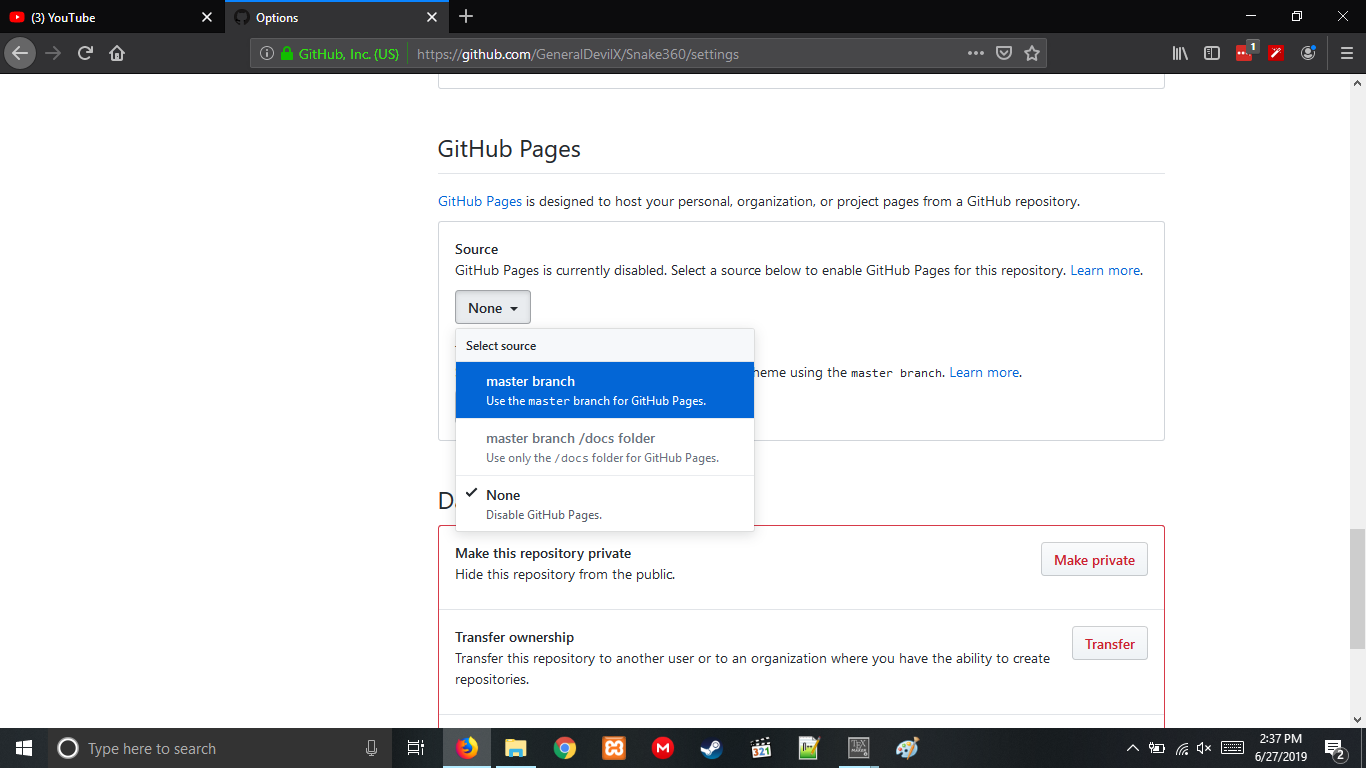 (3) YouTube
Options
GitHub, Inc. (US)
https://github.com/GeneralDevilX/Snake360/settings
1
GitHub Pages
GitHub Pages is designed to host your personal, organization, or project pages from a GitHub repository.
Source
GitHub Pages is currently disabled. Select a source below to enable GitHub Pages for this repository. Learn more.
None
Select source
master branch
Use the master branch for GitHub Pages.
heme using the master branch. Learn more.
master branch /docs folder
Use only the /docs folder for GitHub Pages.
None
Disable GitHub Pages.
D
Make this repository private
Hide this repository from the public.
Make private
Transfer ownership
Transfer this repository to another user or to an organization where you have the ability to create
repositories.
Transfer
Type here to search
321
TEX
MAKER
2:37 PM
6/27/2019
2